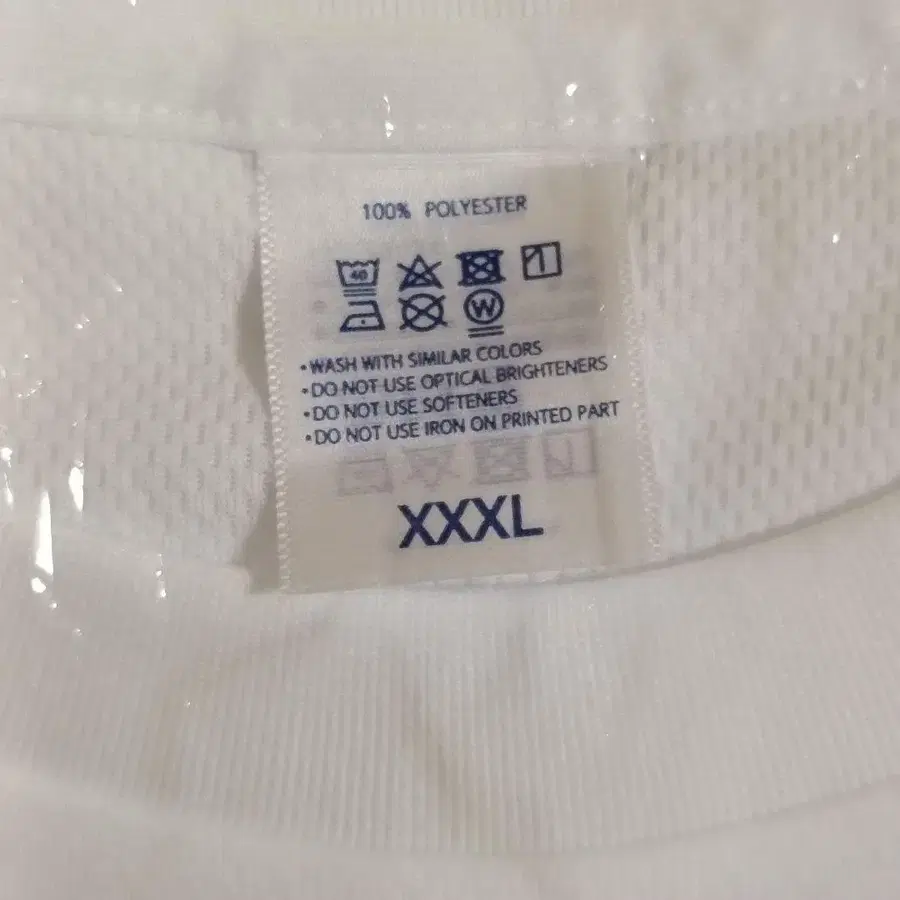 100% POLYESTER
40
W
•WASH WITH SIMILAR COLORS
•DO NOT USE OPTICAL BRIGHTENERS
•DO NOT USE SOFTENERS
•DO NOT USE IRON ON PRINTED PART
XXXL